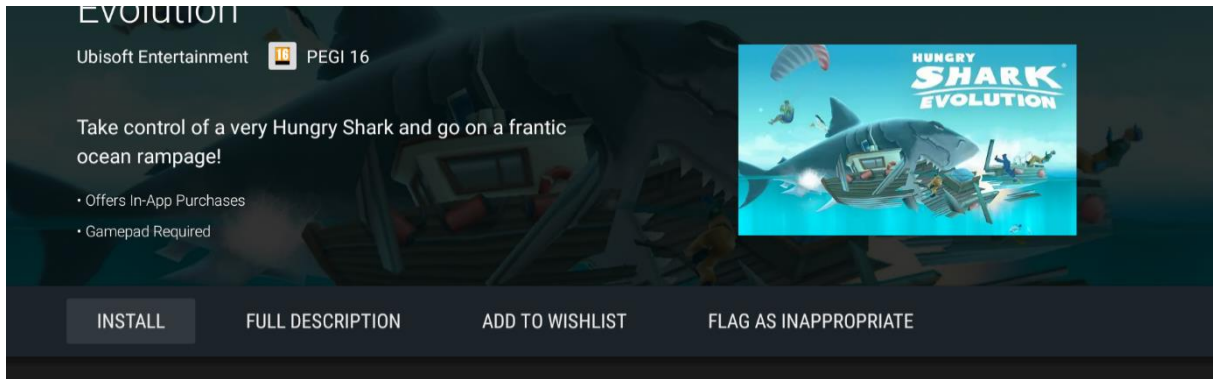 Evolution
Ubisoft Entertainment 16 PEGI 16
Take control of a very Hungry Shark and go on a frantic
ocean rampage!
• Offers In-App Purchases
• Gamepad Required
HUNGRY
SHARK
EVOLUTION
INSTALL FULL DESCRIPTION ADD TO WISHLIST FLAG AS INAPPROPRIATE